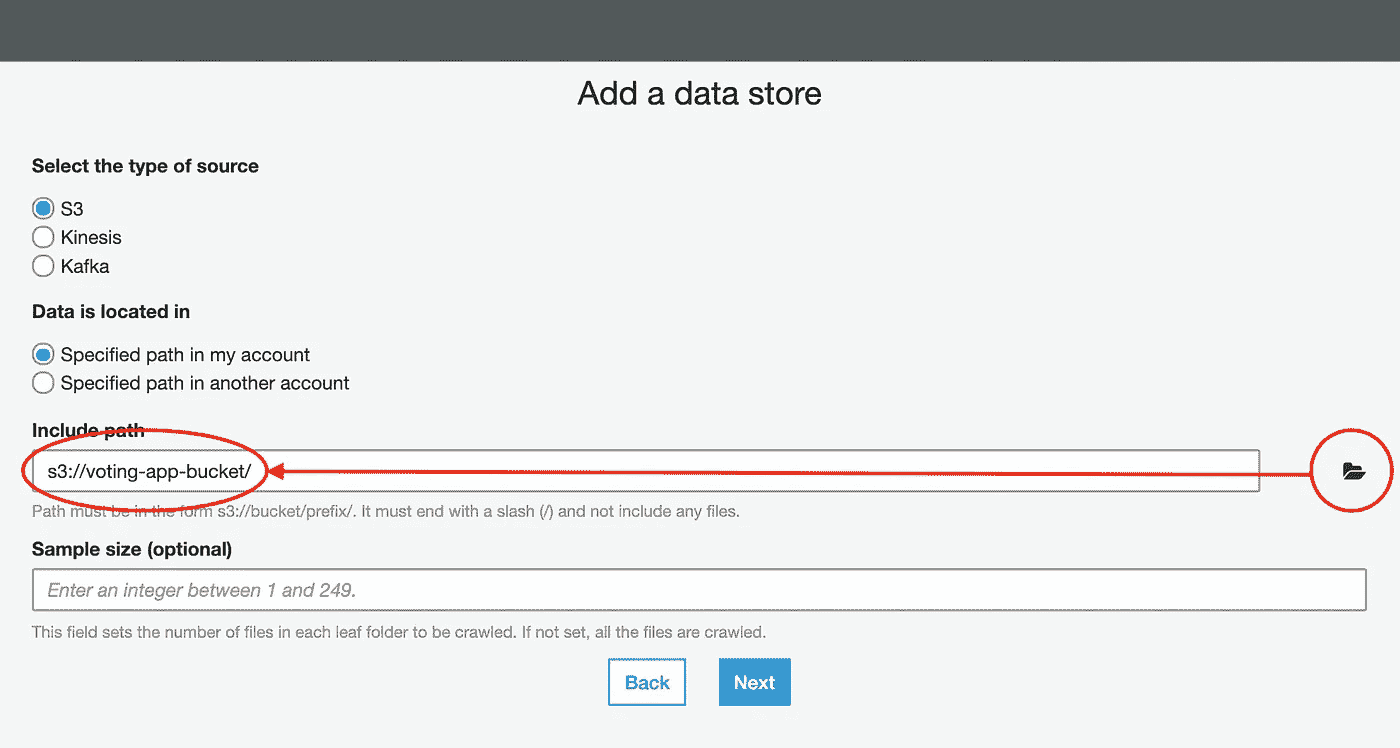 Add a data store
Select the type of source
S3
Kinesis
Kafka
Data is located in
Specified path in my account
Specified path in another account
Include path
s3://voting-app-bucket/
Path must be in the form s3://bucket/prefix/. It must end with a slash (/) and not include any files.
Sample size (optional)
Enter an integer between 1 and 249.
This field sets the number of files in each leaf folder to be crawled. If not set, all the files are crawled.
Back Next